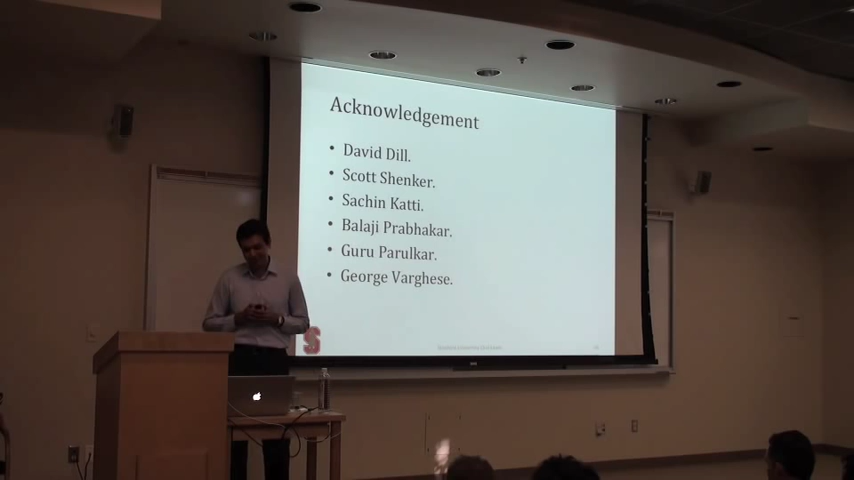 Acknowledgement
• David Dill.
• Scott Shenker.
• Sachin Katti.
• Balaji Prabhakar.
• Guru Parulkar.
• George Varghese.
S